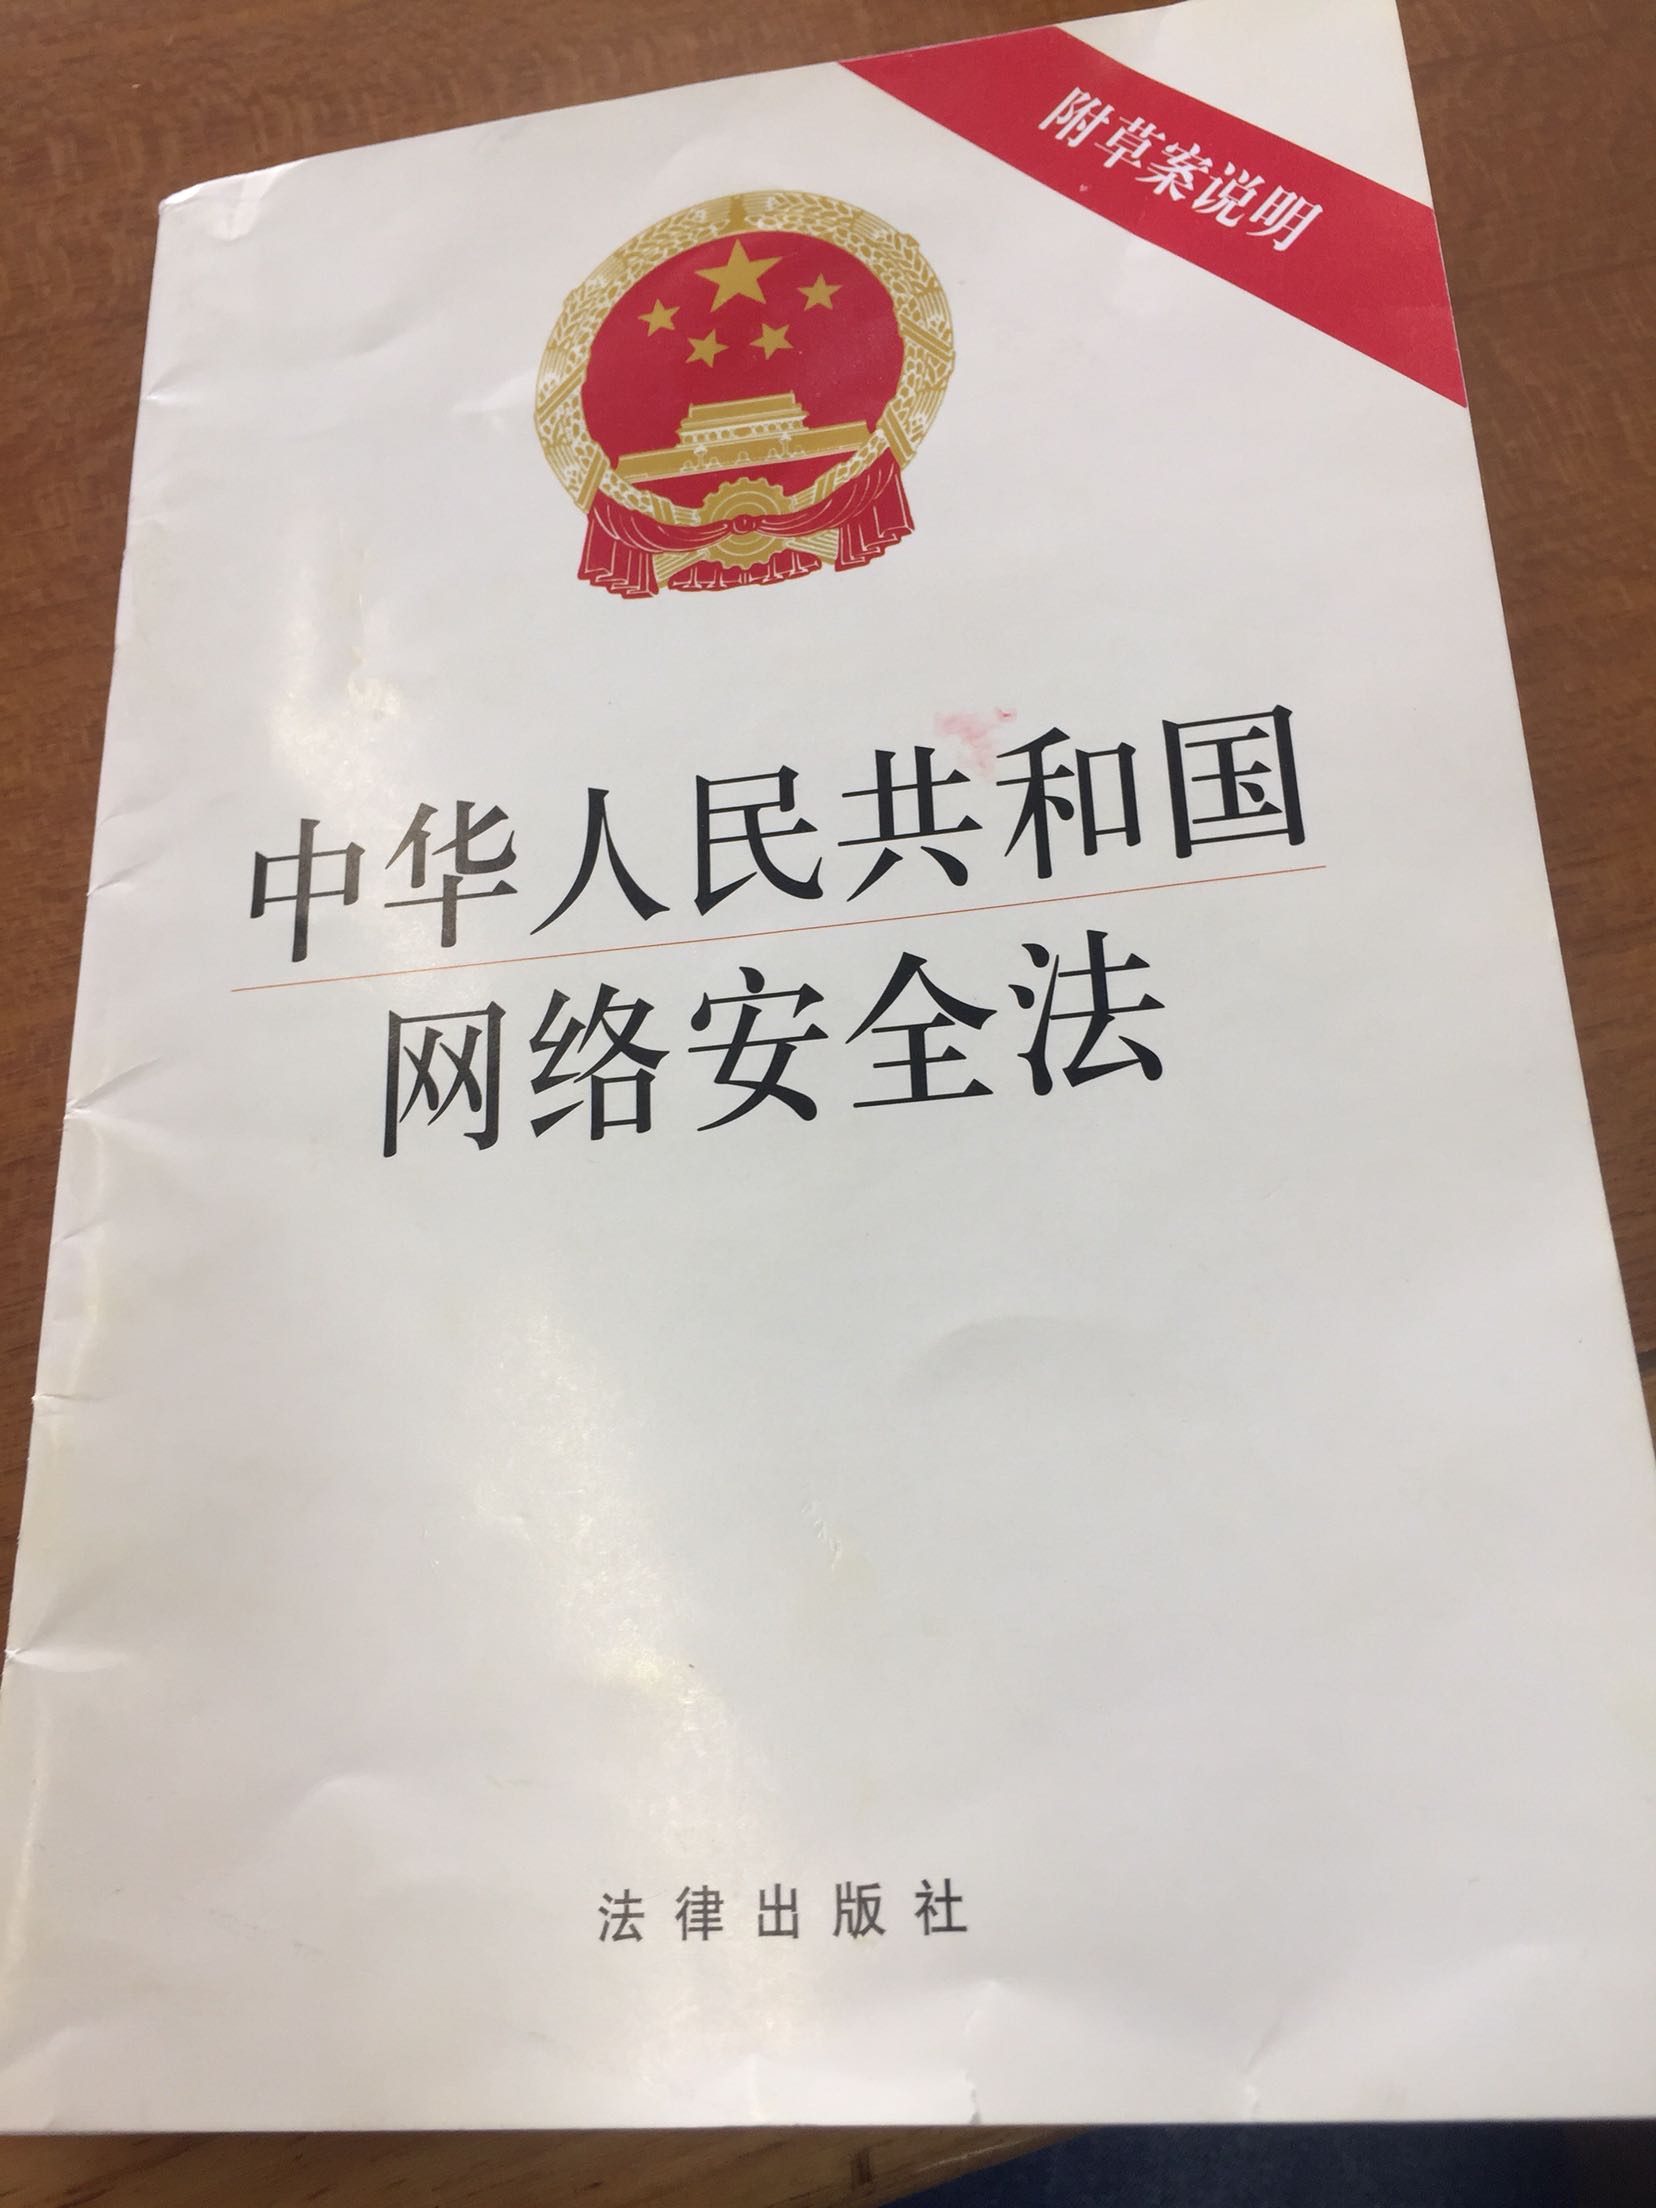 附草案说明
中华人民共和国
网络安全法
法律出版社